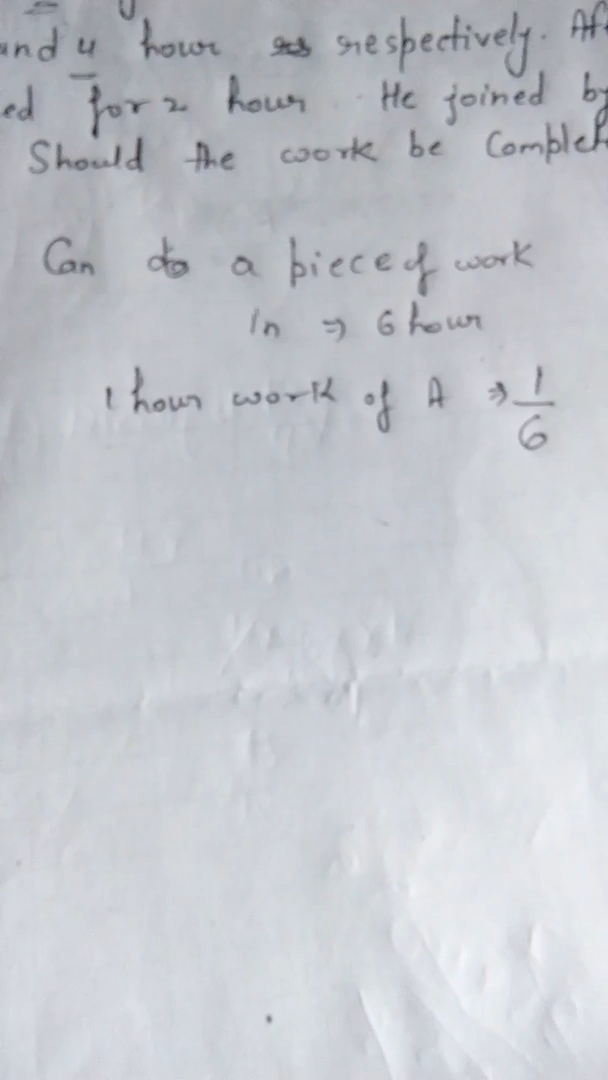 and 4 hour respectively. Af
ed for 2 hour. He joined by
Should the work be Complet
Can do a piece of work
In ⇒ 6 hour
1 hour work of A ⇒ 1/6